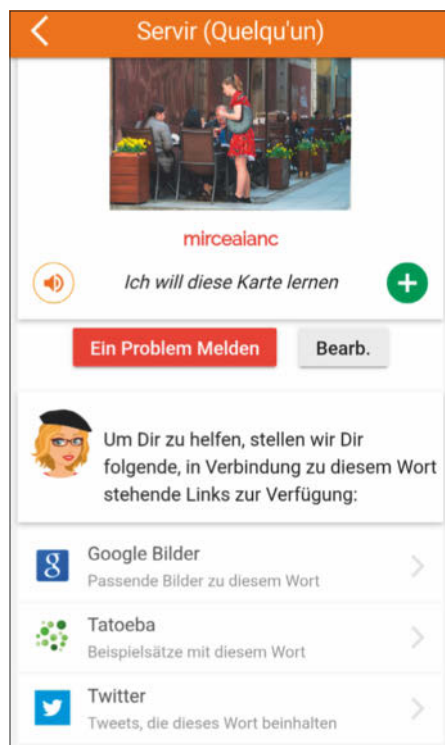 Servir (Quelqu'un)
mirceaianc
Ich will diese Karte lernen
Ein Problem Melden
Bearb.
Um Dir zu helfen, stellen wir Dir
folgende, in Verbindung zu diesem Wort
stehende Links zur Verfügung:
Google Bilder
Passende Bilder zu diesem Wort
Tatoeba
Beispielsätze mit diesem Wort
Twitter
Tweets, die dieses Wort beinhalten